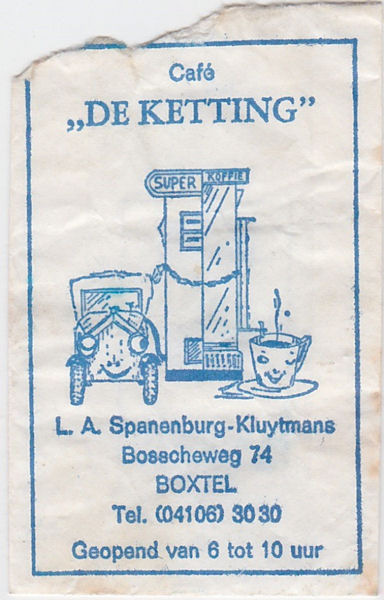 Café
„DE KETTING”
SUPER KOFFIE
L. A. Spanenburg-Kluytmans
Bosscheweg 74
BOXTEL
Tel. (04106) 3030
Geopend van 6 tot 10 uur